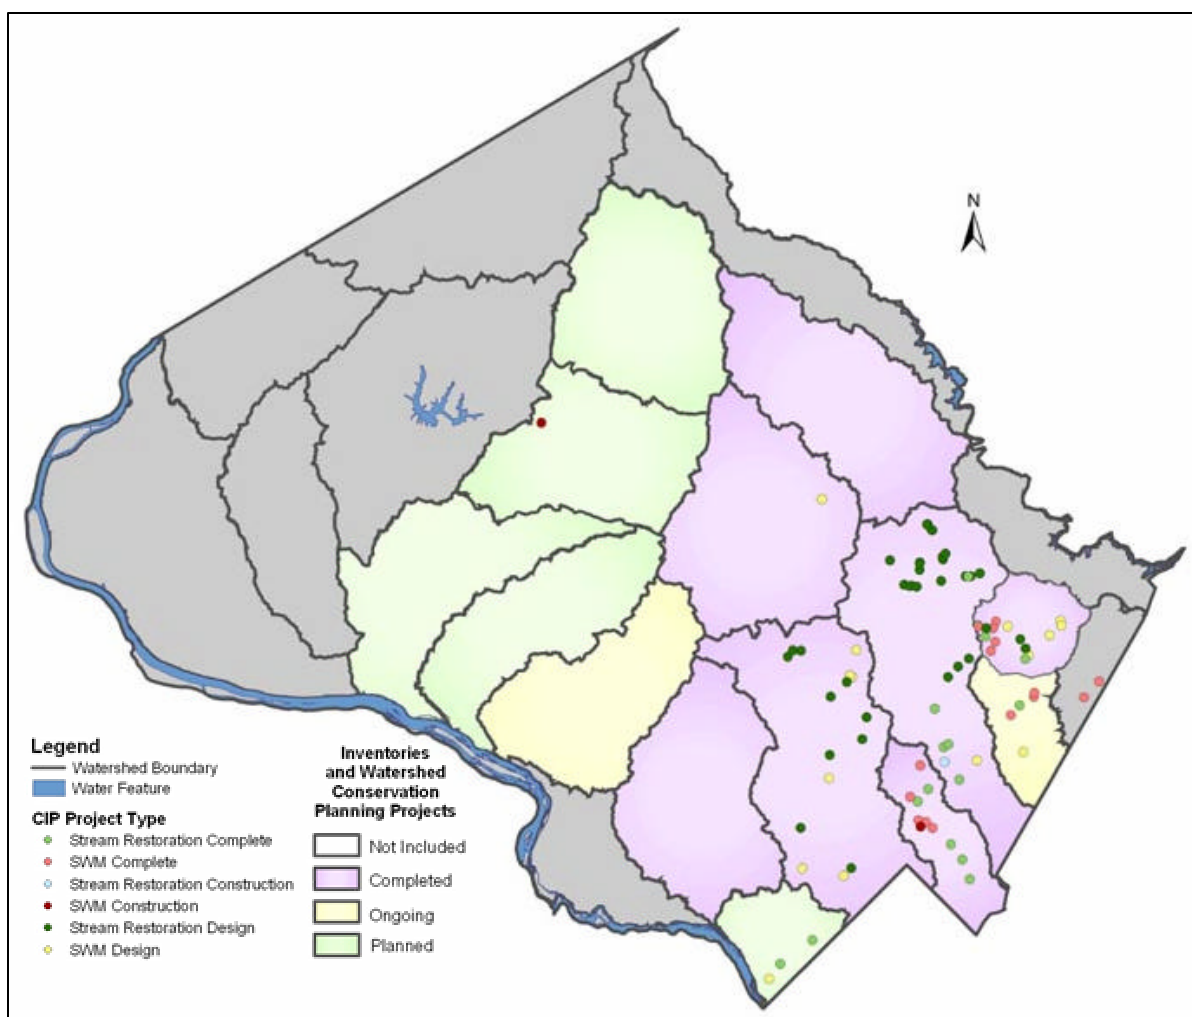 N
Legend
Watershed Boundary
Water Feature
CIP Project Type
Stream Restoration Complete
SWM Complete
Stream Restoration Construction
SWM Construction
Stream Restoration Design
SWM Design
Inventories
and Watershed
Conservation
Planning Projects
Not Included
Completed
Ongoing
Planned